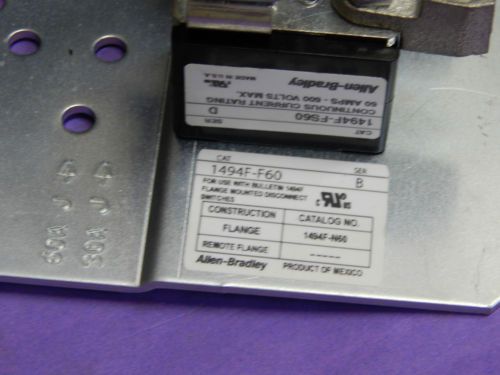 Allen-Bradley
MADE IN U.S.A.
CONTINUOUS CURRENT RATING
60 AMPS - 600 VOLTS MAX.
CAT
1494F-FS60
SER
D
CAT
1494F-F60
SER
B
FOR USE WITH BULLETIN 1494F
FLANGE MOUNTED DISCONNECT
SWITCHES
CONSTRUCTION
CATALOG NO.
FLANGE
1494F-N60
REMOTE FLANGE
-----
Allen-Bradley
PRODUCT OF MEXICO
60A
30A